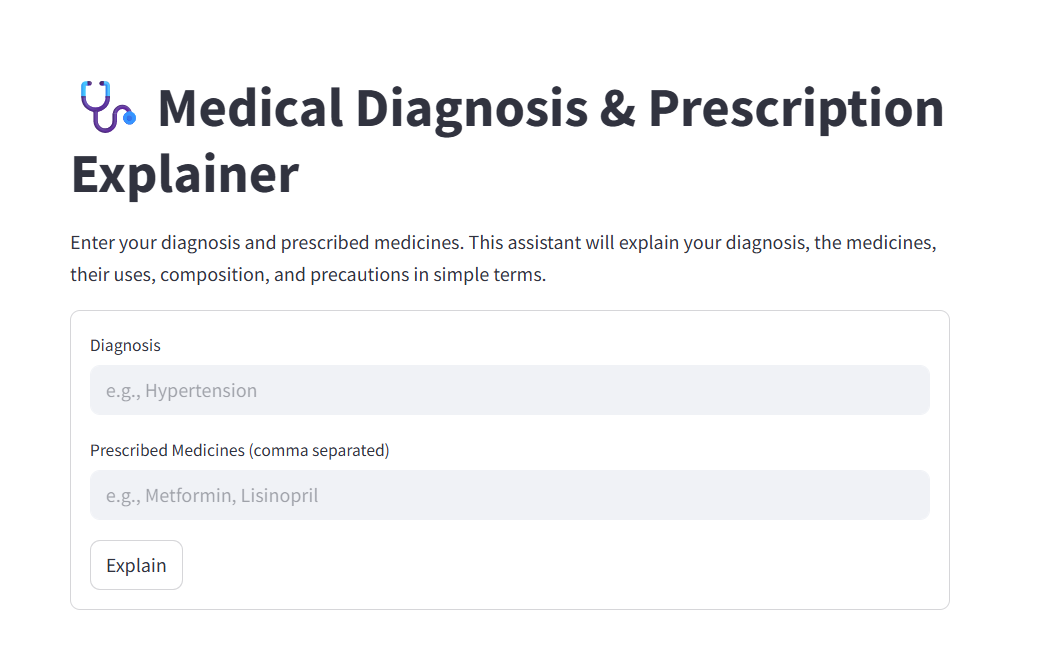 Medical Diagnosis & Prescription
Explainer
Enter your diagnosis and prescribed medicines. This assistant will explain your diagnosis, the medicines,
their uses, composition, and precautions in simple terms.
Diagnosis
e.g., Hypertension
Prescribed Medicines (comma separated)
e.g., Metformin, Lisinopril
Explain